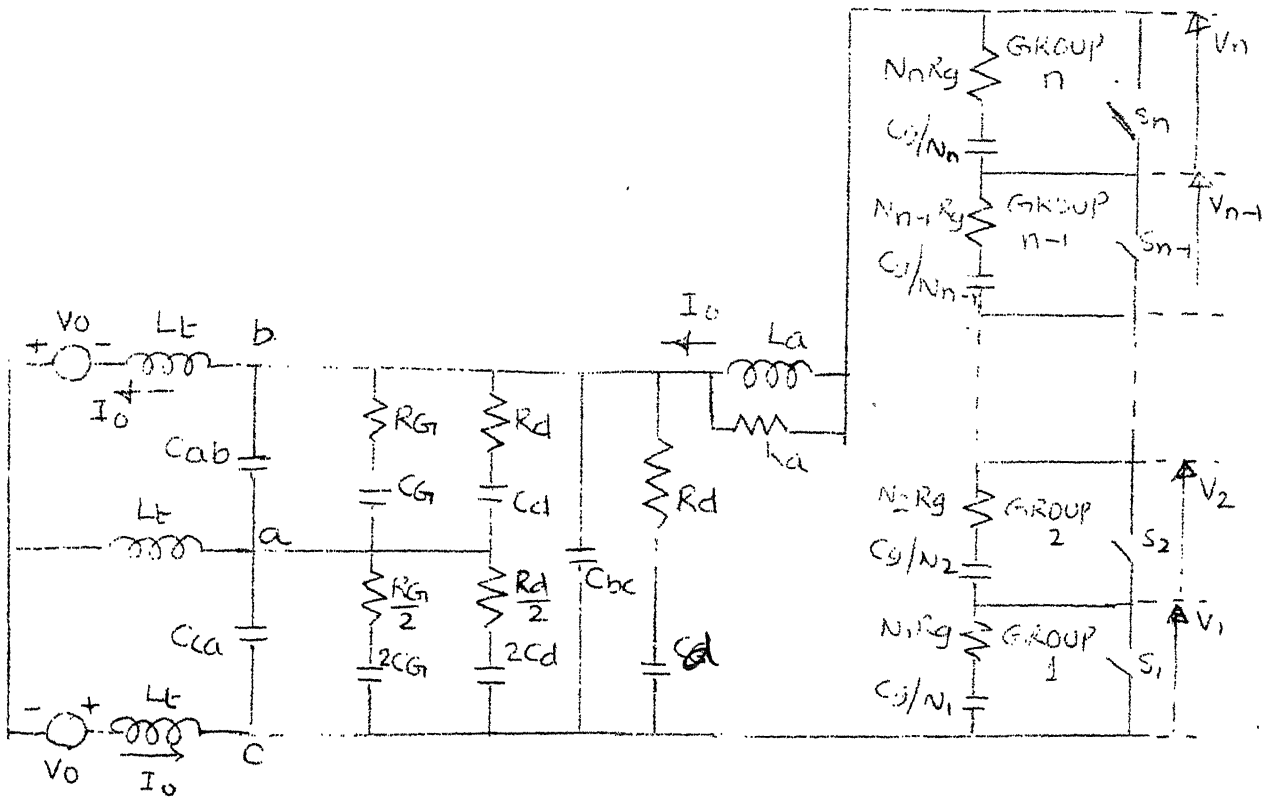 NnRg
GROUP
n
Sn
Vn
Cg/Nn
Nn-1Rg
GROUP
n-1
Sn-1
Vn-1
Cg/Nn-1
Vo
+
-
Lt
b
Io
Io
La
Cab
RG
Rd
CG
Cd
Rd
N2Rg
GROUP
2
S2
V2
Cg/N2
Lt
a
Cbc
RG/2
Rd/2
Cca
2CG
2Cd
N1Rg
GROUP
1
S1
V1
Cg/N1
-
+
Lt
Vo
Io
c